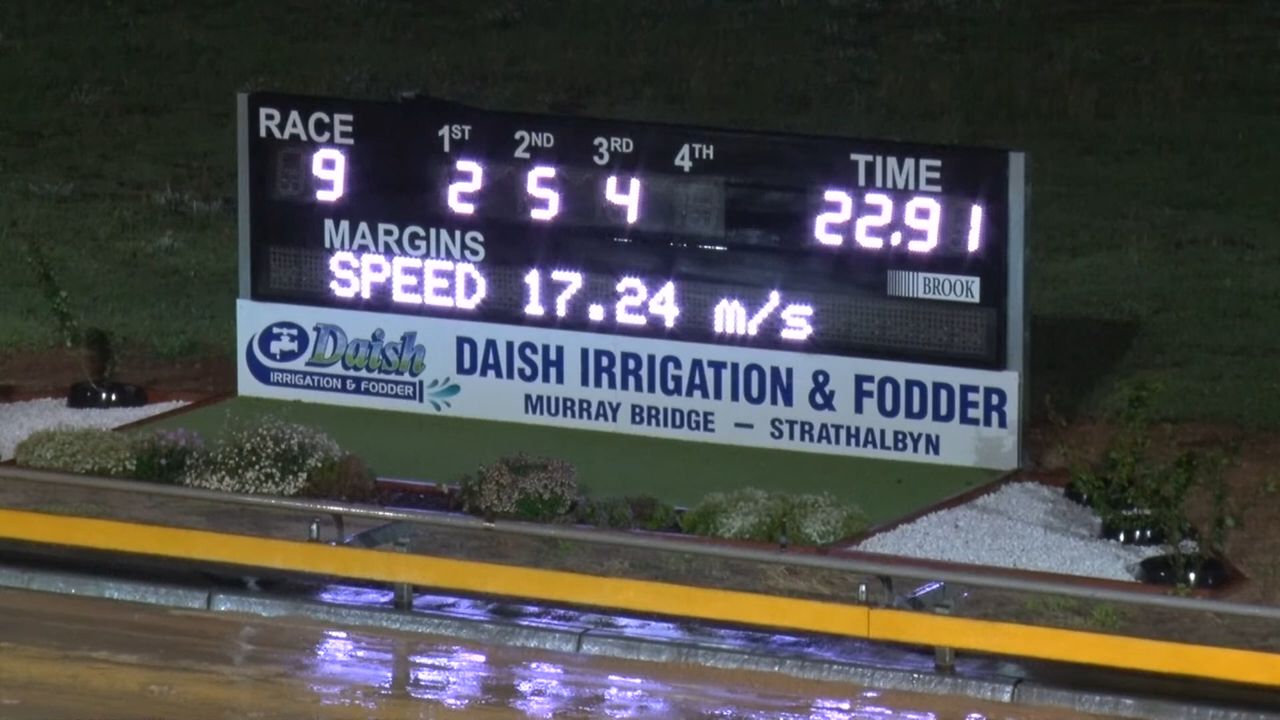 RACE 1ST 2ND 3RD 4TH TIME
9 2 5 4 22.91
MARGINS
SPEED 17.24 m/s
BROOK
Daish
IRRIGATION & FODDER
DAISH IRRIGATION & FODDER
MURRAY BRIDGE — STRATHALBYN